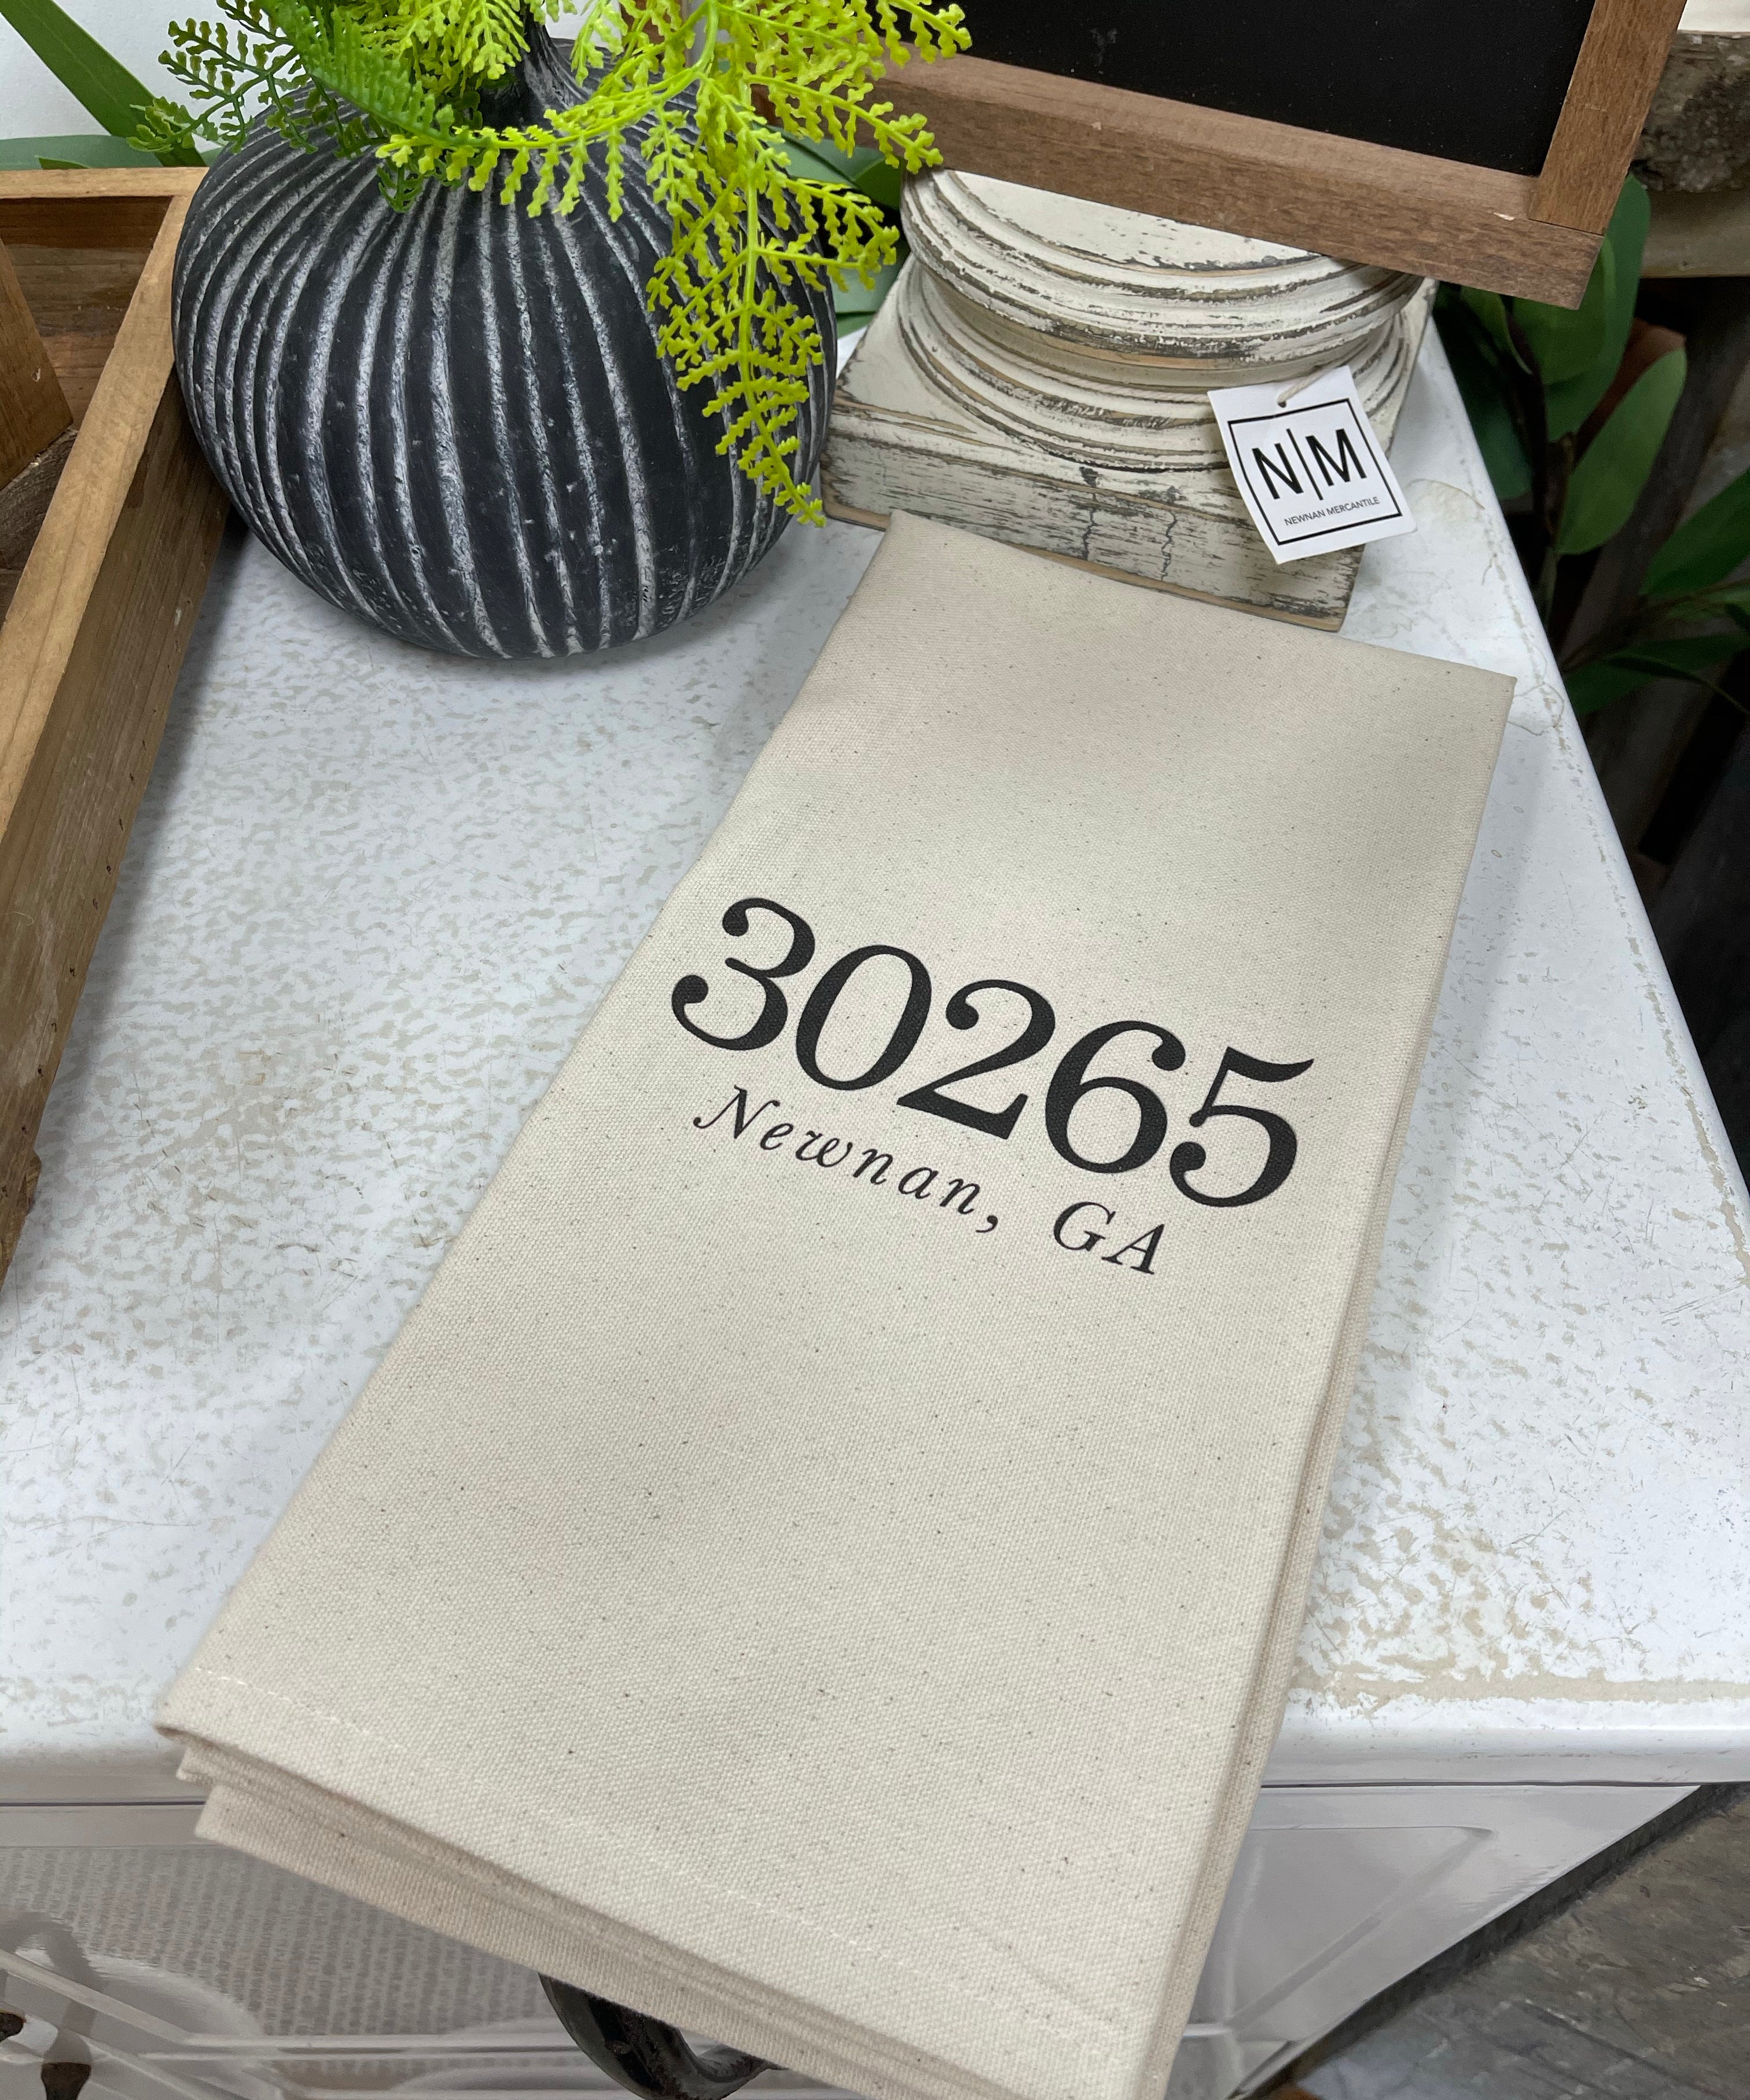 N|M
NEWNAN MERCANTILE
30265
Newnan, GA